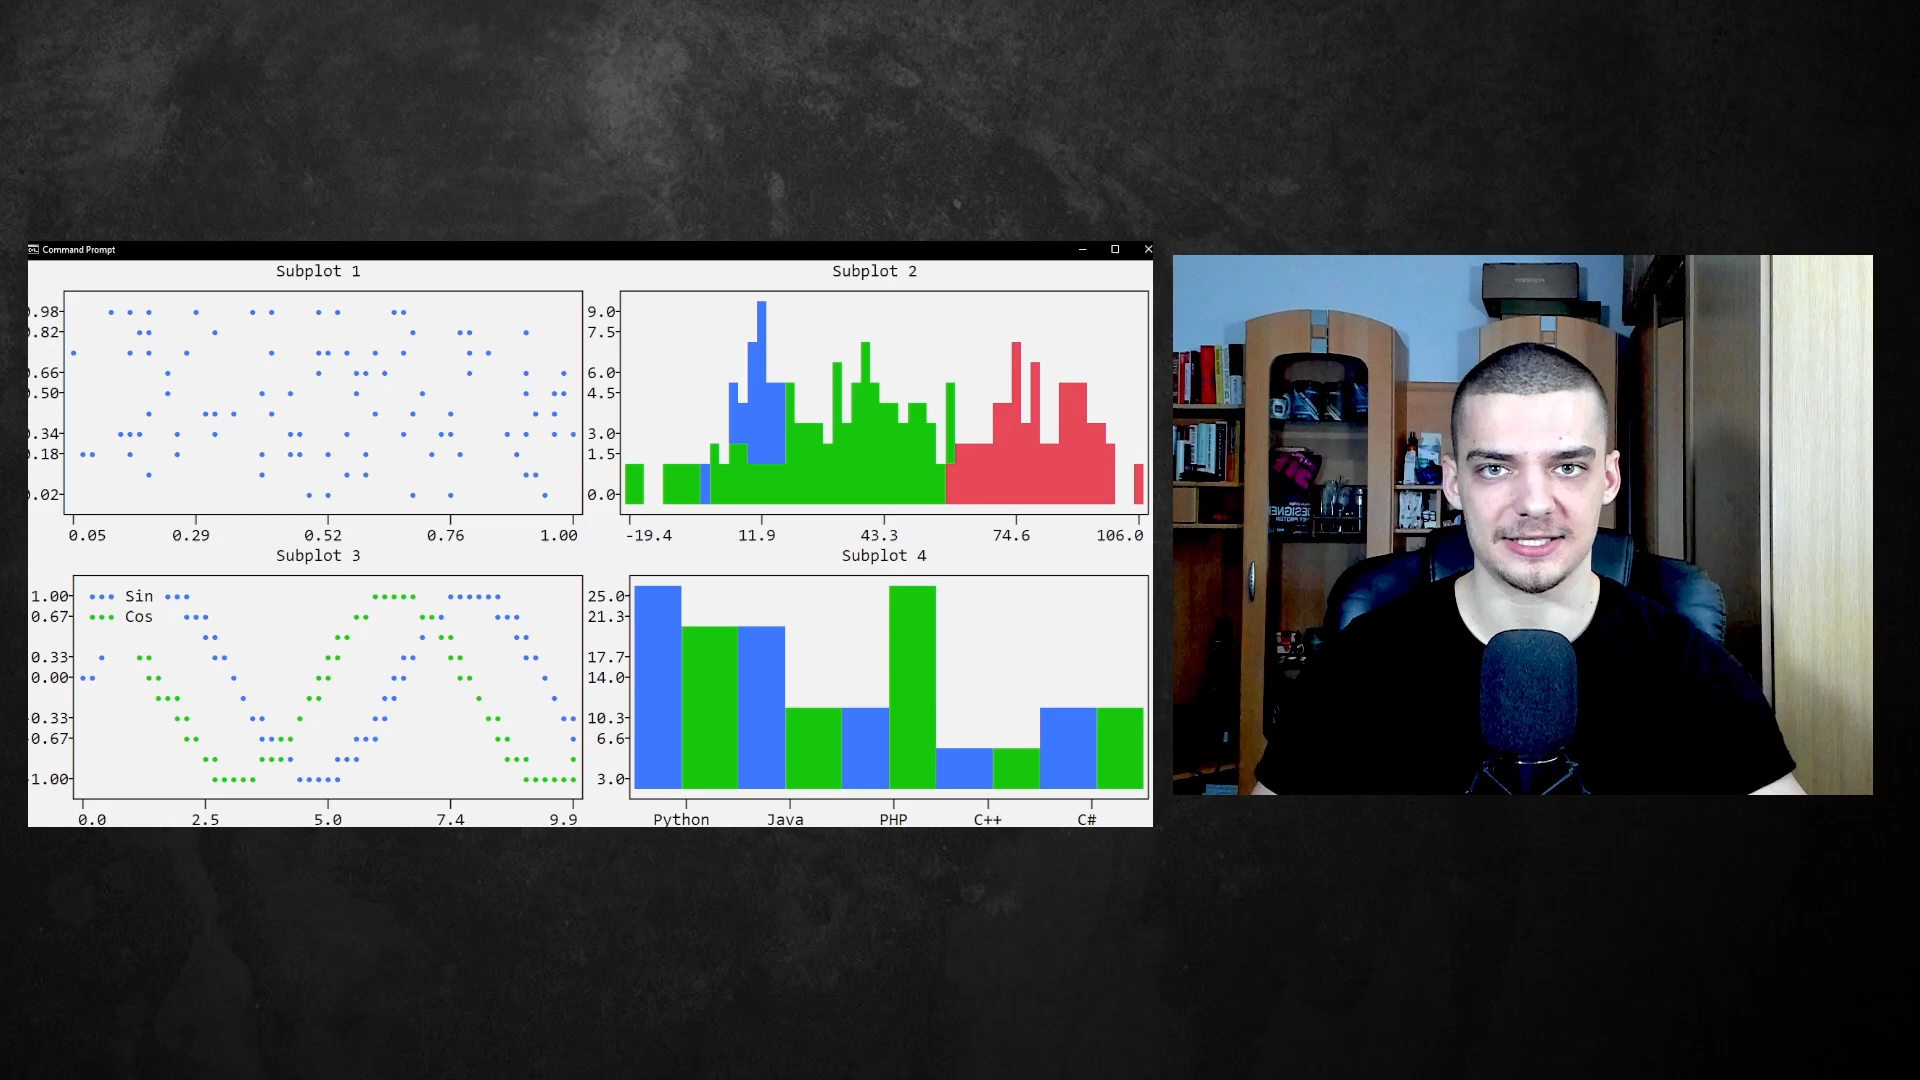 Command Prompt
Subplot 1
.98
.82
.66
.50
.34
.18
.02
0.05 0.29 0.52 0.76 1.00
Subplot 2
9.0
7.5
6.0
4.5
3.0
1.5
0.0
-19.4 11.9 43.3 74.6 106.0
Subplot 3
1.00
0.67
0.33
0.00
-0.33
-0.67
1.00
Sin
Cos
0.0 2.5 5.0 7.4 9.9
Subplot 4
25.0
21.3
17.7
14.0
10.3
6.6
3.0
Python Java PHP C++ C#
DESIGNER